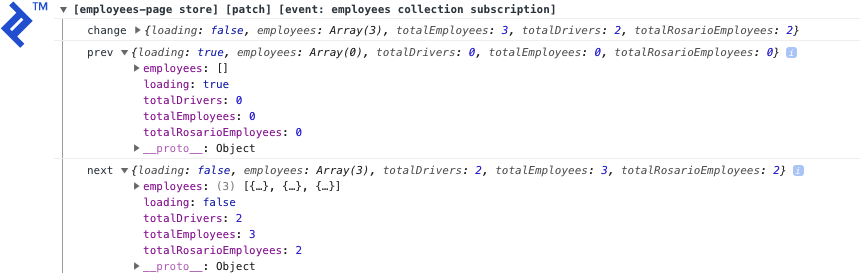 TM
[employees-page store] [patch] [event: employees collection subscription]
change {loading: false, employees: Array(3), totalEmployees: 3, totalDrivers: 2, totalRosarioEmployees: 2}
prev {loading: true, employees: Array(0), totalDrivers: 0, totalEmployees: 0, totalRosarioEmployees: 0} i
employees: []
loading: true
totalDrivers: 0
totalEmployees: 0
totalRosarioEmployees: 0
__proto__: Object
next {loading: false, employees: Array(3), totalDrivers: 2, totalEmployees: 3, totalRosarioEmployees: 2} i
employees: (3) [{…}, {…}, {…}]
loading: false
totalDrivers: 2
totalEmployees: 3
totalRosarioEmployees: 2
__proto__: Object